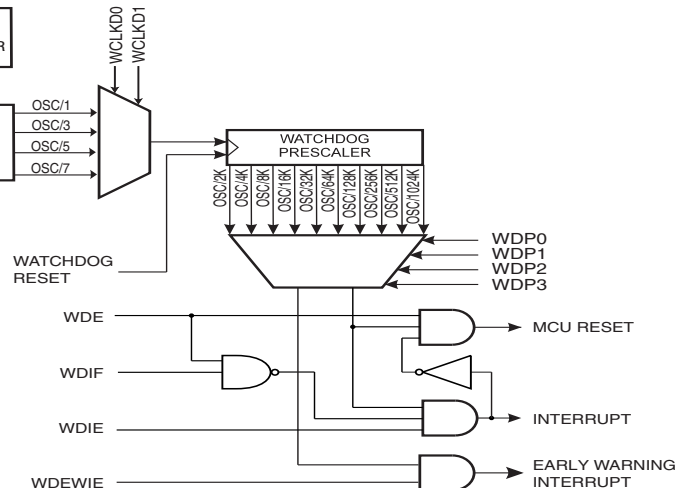 R
WCLKD0
WCLKD1
OSC/1
OSC/3
OSC/5
OSC/7
WATCHDOG
PRESCALER
OSC/2K
OSC/4K
OSC/8K
OSC/16K
OSC/32K
OSC/64K
OSC/128K
OSC/256K
OSC/512K
OSC/1024K
WDP0
WDP1
WDP2
WDP3
WATCHDOG
RESET
WDE
MCU RESET
WDIF
INTERRUPT
WDIE
EARLY WARNING
INTERRUPT
WDEWIE